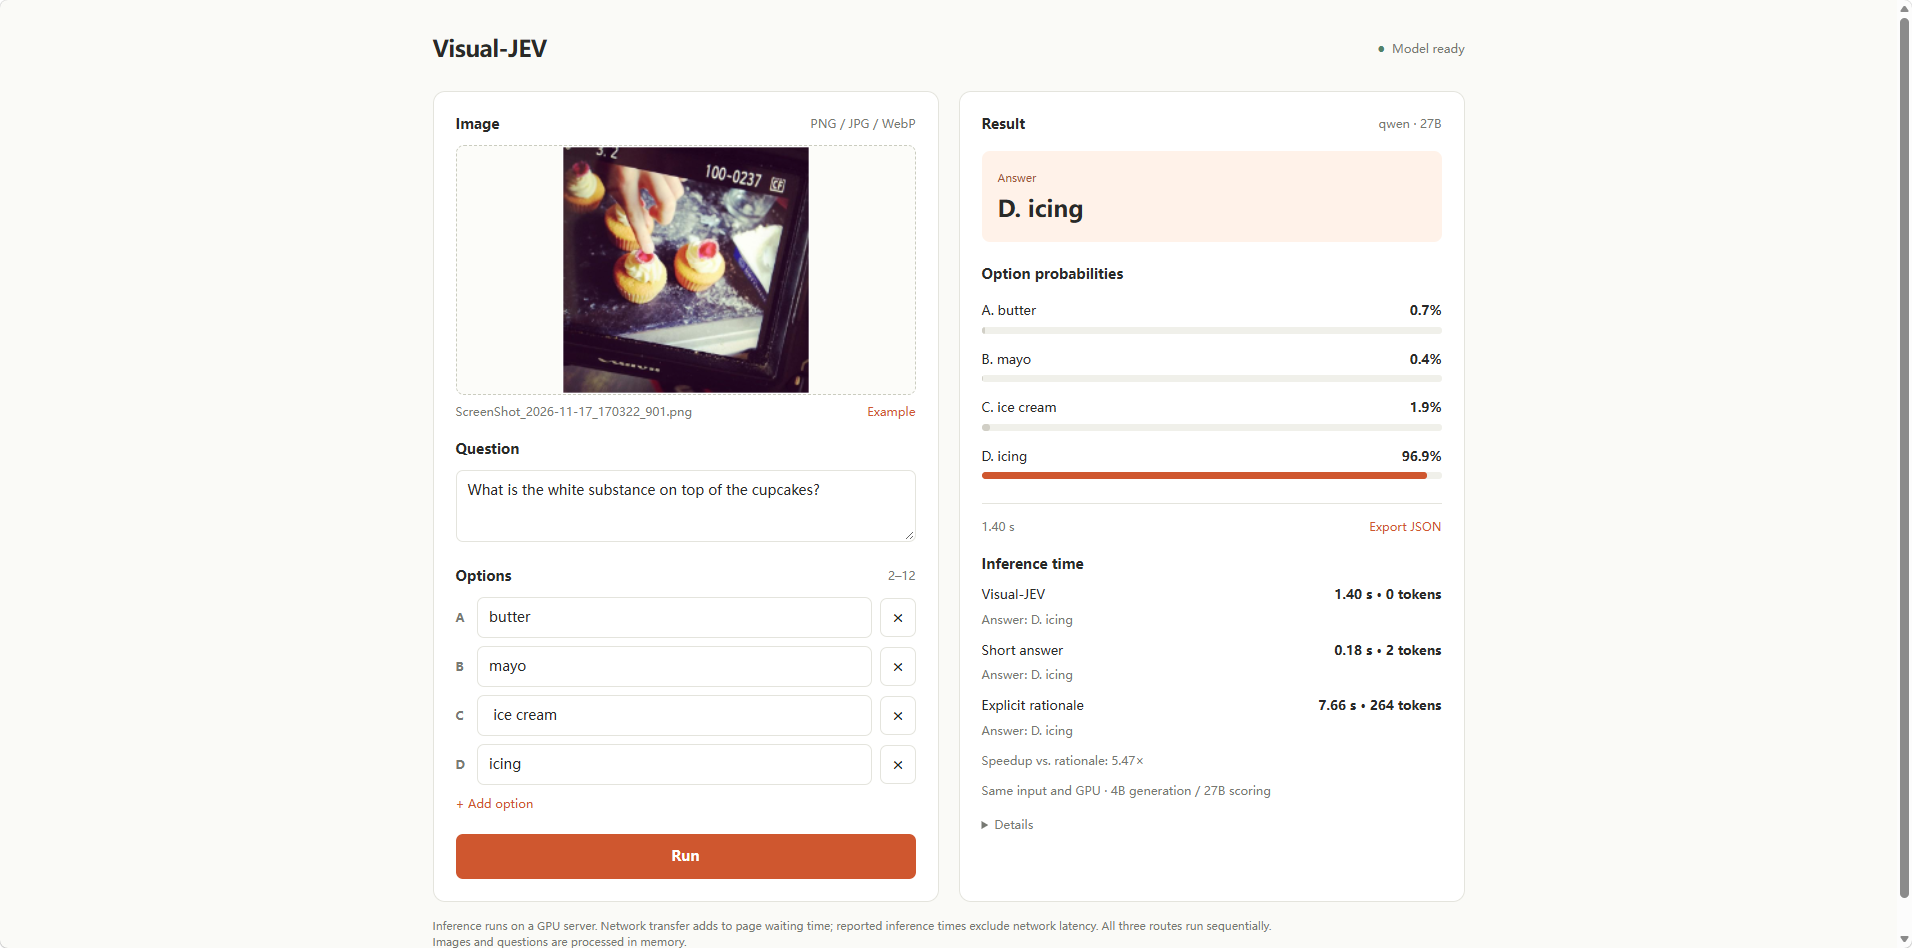 Visual-JEV
Model ready
Image
PNG / JPG / WebP
3. 2
100-0237 CF
ScreenShot_2026-11-17_170322_901.png
Example
Question
What is the white substance on top of the cupcakes?
Options
2–12
A butter ×
B mayo ×
C ice cream ×
D icing ×
+ Add option
Run
Result
qwen · 27B
Answer
D. icing
Option probabilities
A. butter 0.7%
B. mayo 0.4%
C. ice cream 1.9%
D. icing 96.9%
1.40 s
Export JSON
Inference time
Visual-JEV 1.40 s • 0 tokens
Answer: D. icing
Short answer 0.18 s • 2 tokens
Answer: D. icing
Explicit rationale 7.66 s • 264 tokens
Answer: D. icing
Speedup vs. rationale: 5.47×
Same input and GPU · 4B generation / 27B scoring
Details
Inference runs on a GPU server. Network transfer adds to page waiting time; reported inference times exclude network latency. All three routes run sequentially.
Images and questions are processed in memory.